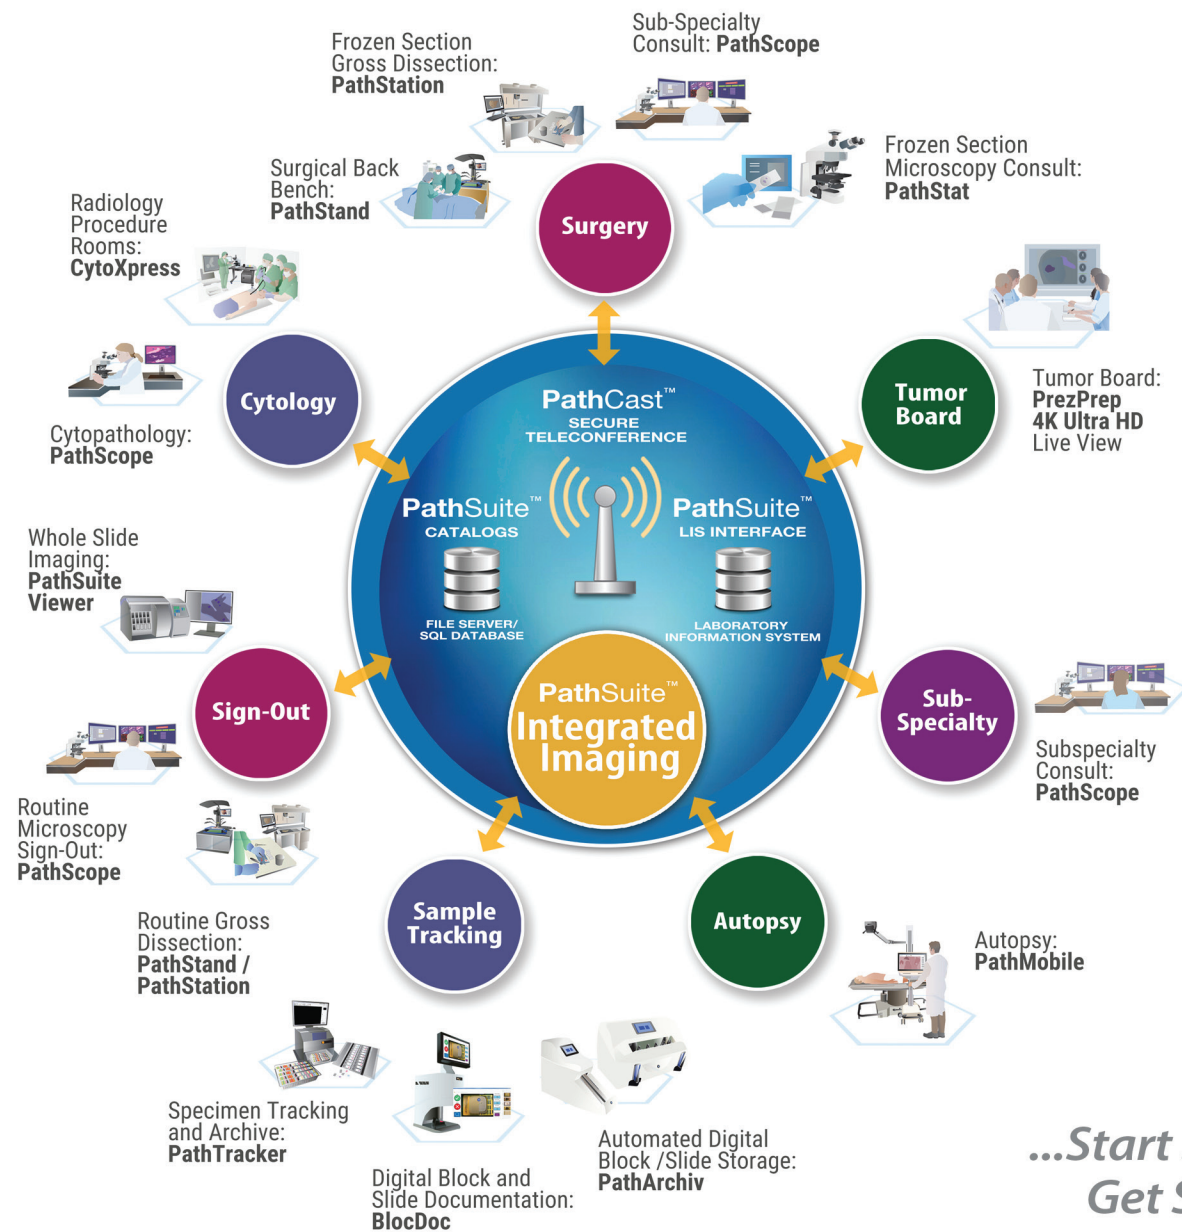 Sub-Specialty
Consult: PathScope
Frozen Section
Gross Dissection:
PathStation
Frozen Section
Microscopy Consult:
PathStat
Surgical Back
Bench:
PathStand
Radiology
Procedure
Rooms:
CytoXpress
Surgery
Cytology
Tumor
Board
Tumor Board:
PrezPrep
4K Ultra HD
Live View
Cytopathology:
PathScope
PathCast™
SECURE
TELECONFERENCE
PathSuite™
CATALOGS
FILE SERVER/
SQL DATABASE
PathSuite™
LIS INTERFACE
LABORATORY
INFORMATION SYSTEM
Whole Slide
Imaging:
PathSuite
Viewer
Sign-Out
PathSuite™
Integrated
Imaging
Sub-
Specialty
Subspecialty
Consult:
PathScope
Routine
Microscopy
Sign-Out:
PathScope
Routine Gross
Dissection:
PathStand /
PathStation
Sample
Tracking
Autopsy
Autopsy:
PathMobile
Specimen Tracking
and Archive:
PathTracker
Digital Block and
Slide Documentation:
BlocDoc
Automated Digital
Block /Slide Storage:
PathArchiv
...Start
Get S